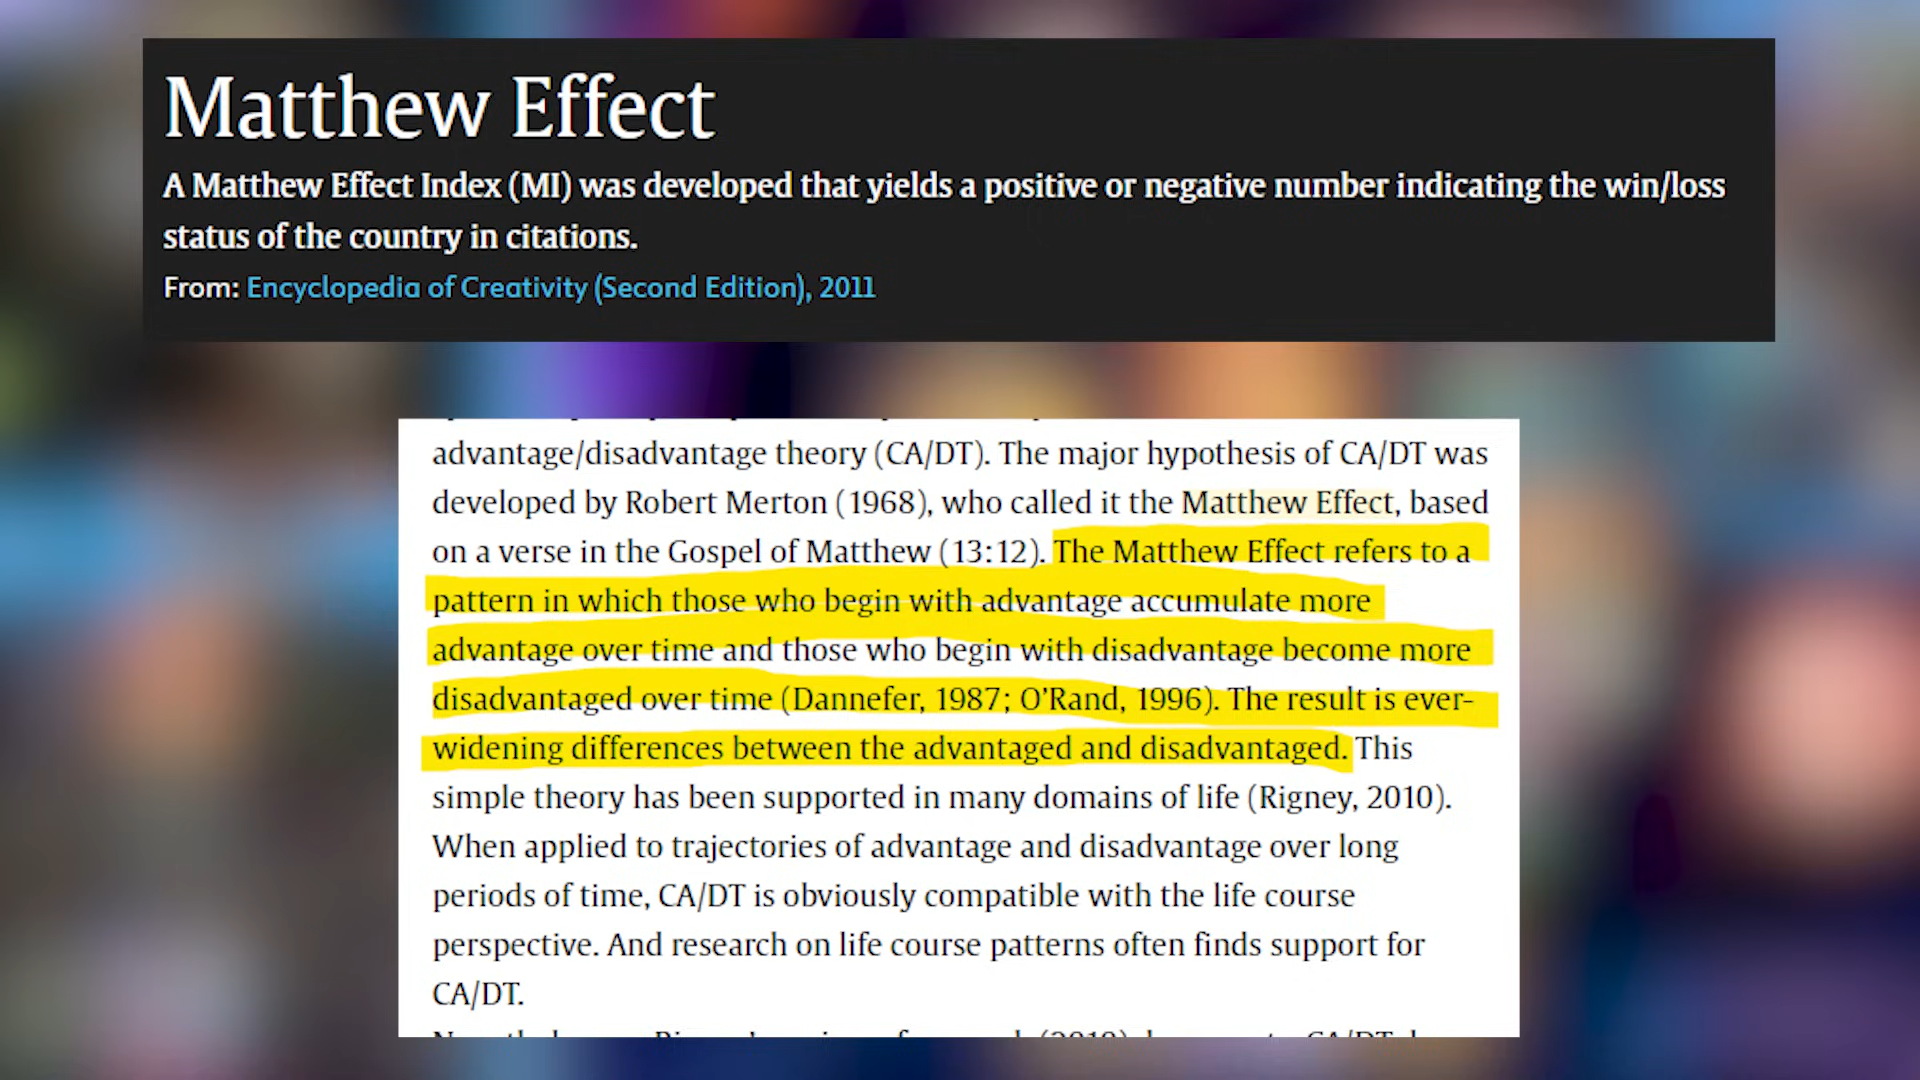 Matthew Effect
A Matthew Effect Index (MI) was developed that yields a positive or negative number indicating the win/loss
status of the country in citations.
From: Encyclopedia of Creativity (Second Edition), 2011
advantage/disadvantage theory (CA/DT). The major hypothesis of CA/DT was
developed by Robert Merton (1968), who called it the Matthew Effect, based
on a verse in the Gospel of Matthew (13:12). The Matthew Effect refers to a
pattern in which those who begin with advantage accumulate more
advantage over time and those who begin with disadvantage become more
disadvantaged over time (Dannefer, 1987; O’Rand, 1996). The result is ever-
widening differences between the advantaged and disadvantaged. This
simple theory has been supported in many domains of life (Rigney, 2010).
When applied to trajectories of advantage and disadvantage over long
periods of time, CA/DT is obviously compatible with the life course
perspective. And research on life course patterns often finds support for
CA/DT.